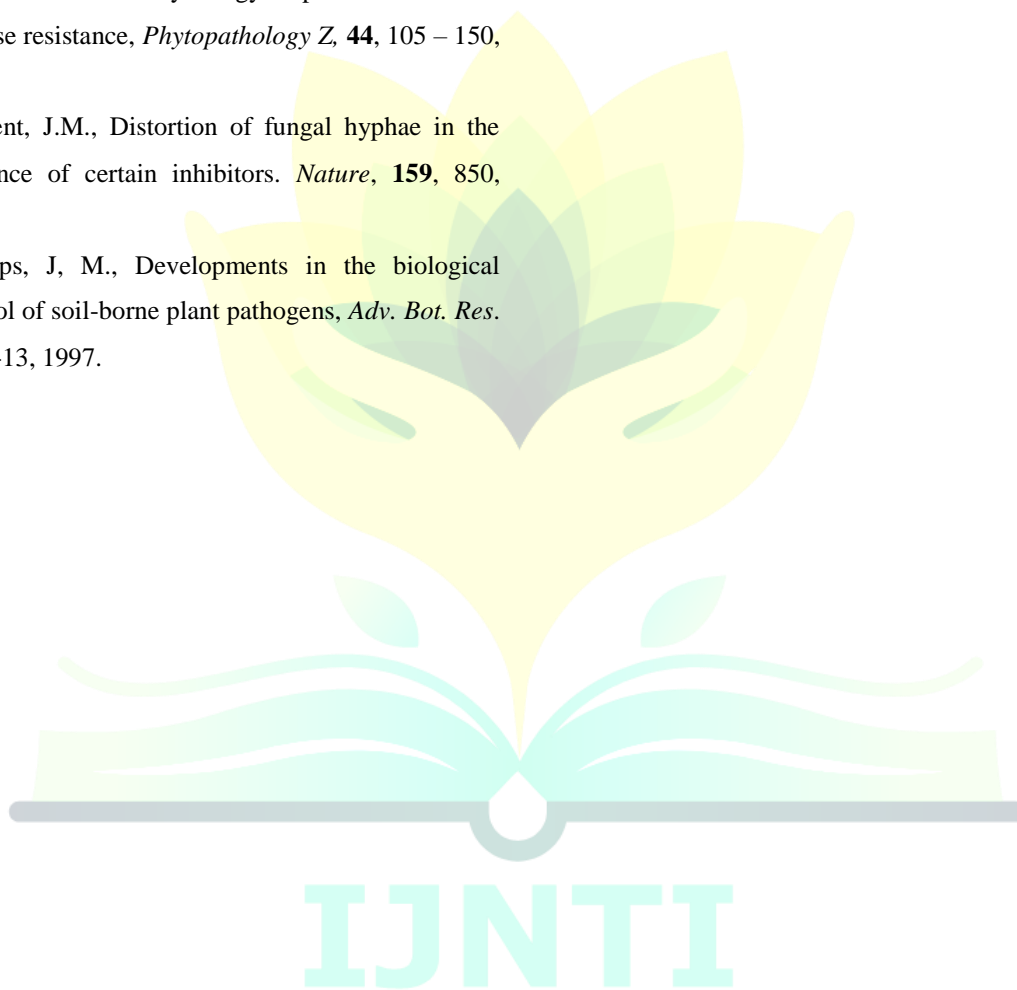 se resistance, Phytopathology Z, 44, 105 – 150,
ent, J.M., Distortion of fungal hyphae in the
nce of certain inhibitors. Nature, 159, 850,
ps, J, M., Developments in the biological
ol of soil-borne plant pathogens, Adv. Bot. Res.
-13, 1997.
IJNTI